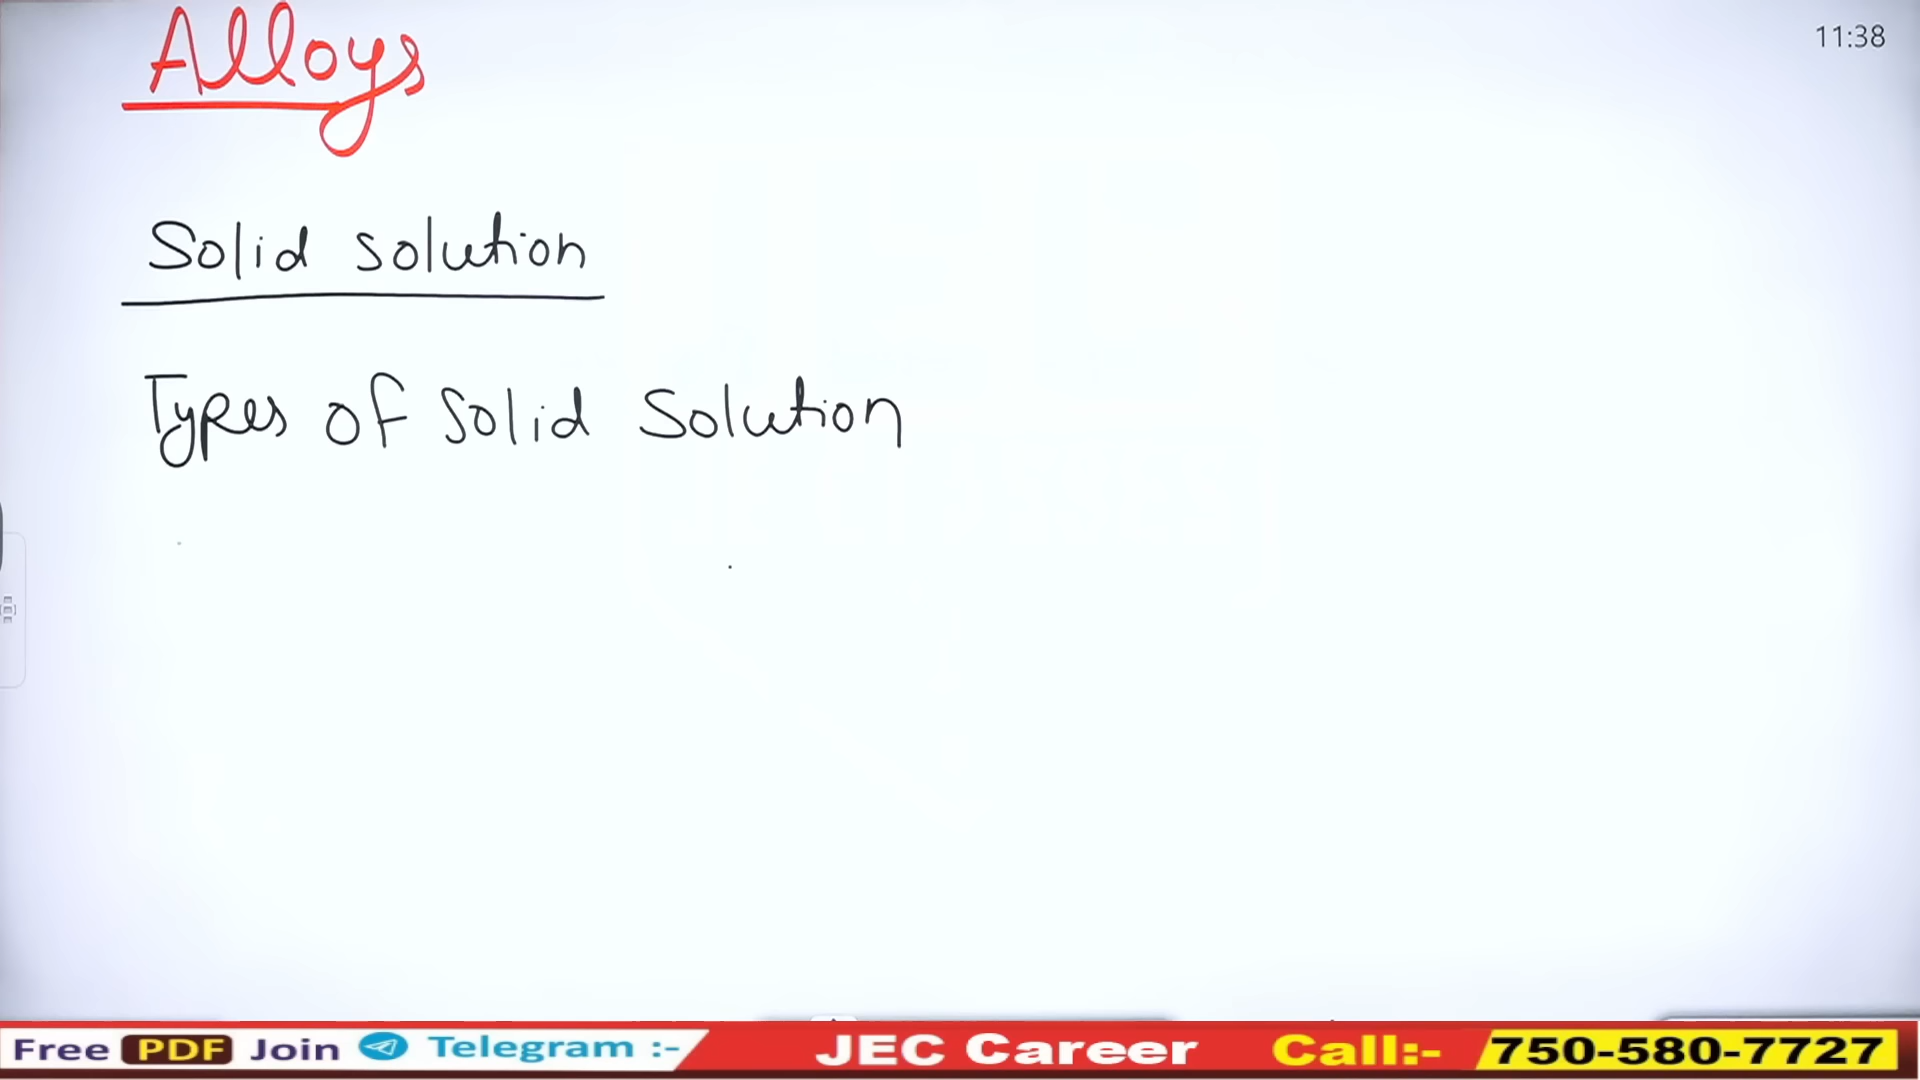 Alloys
11:38
Solid solution
Types of Solid Solution
Free PDF Join Telegram :- JEC Career Call:- 750-580-7727